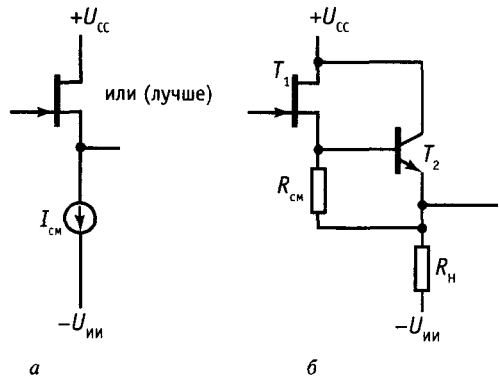 +U_CC
или (лучше)
I_см
−U_ИИ
а
+U_CC
T_1
T_2
R_см
R_Н
−U_ИИ
б